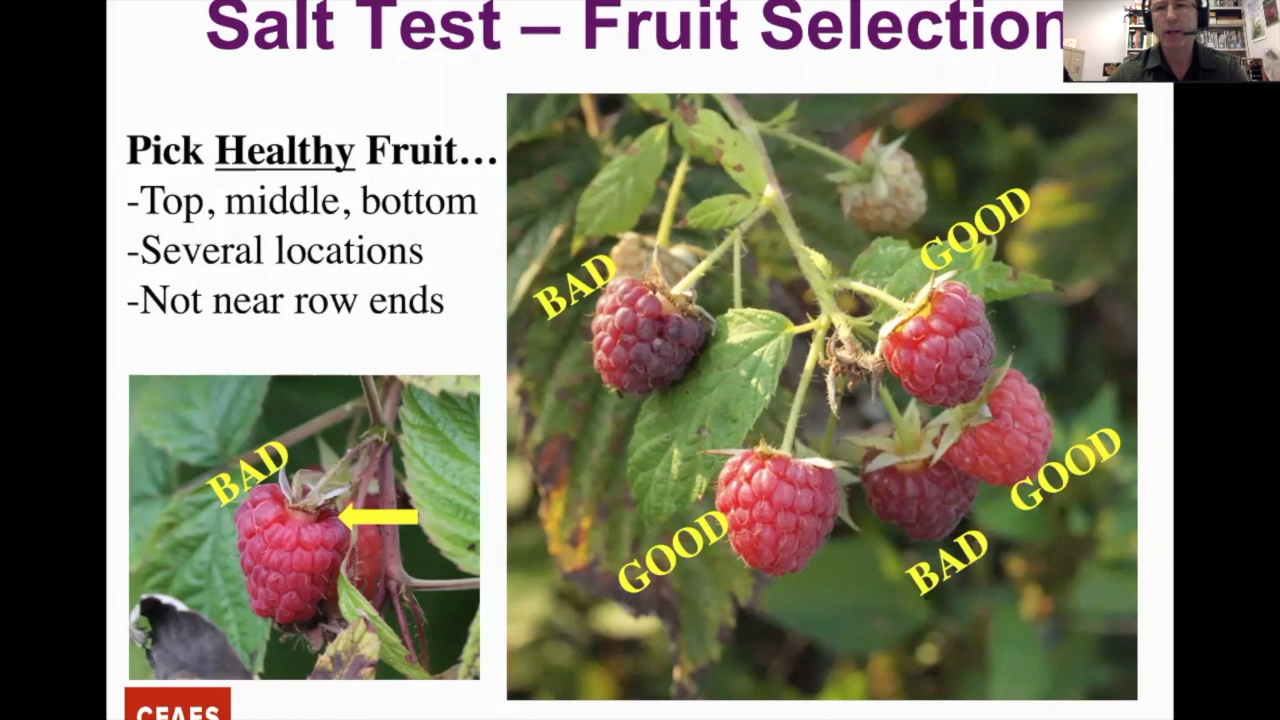 Salt Test – Fruit Selection
Pick Healthy Fruit…
-Top, middle, bottom
-Several locations
-Not near row ends
BAD
BAD
GOOD
GOOD
GOOD
BAD
CFAES